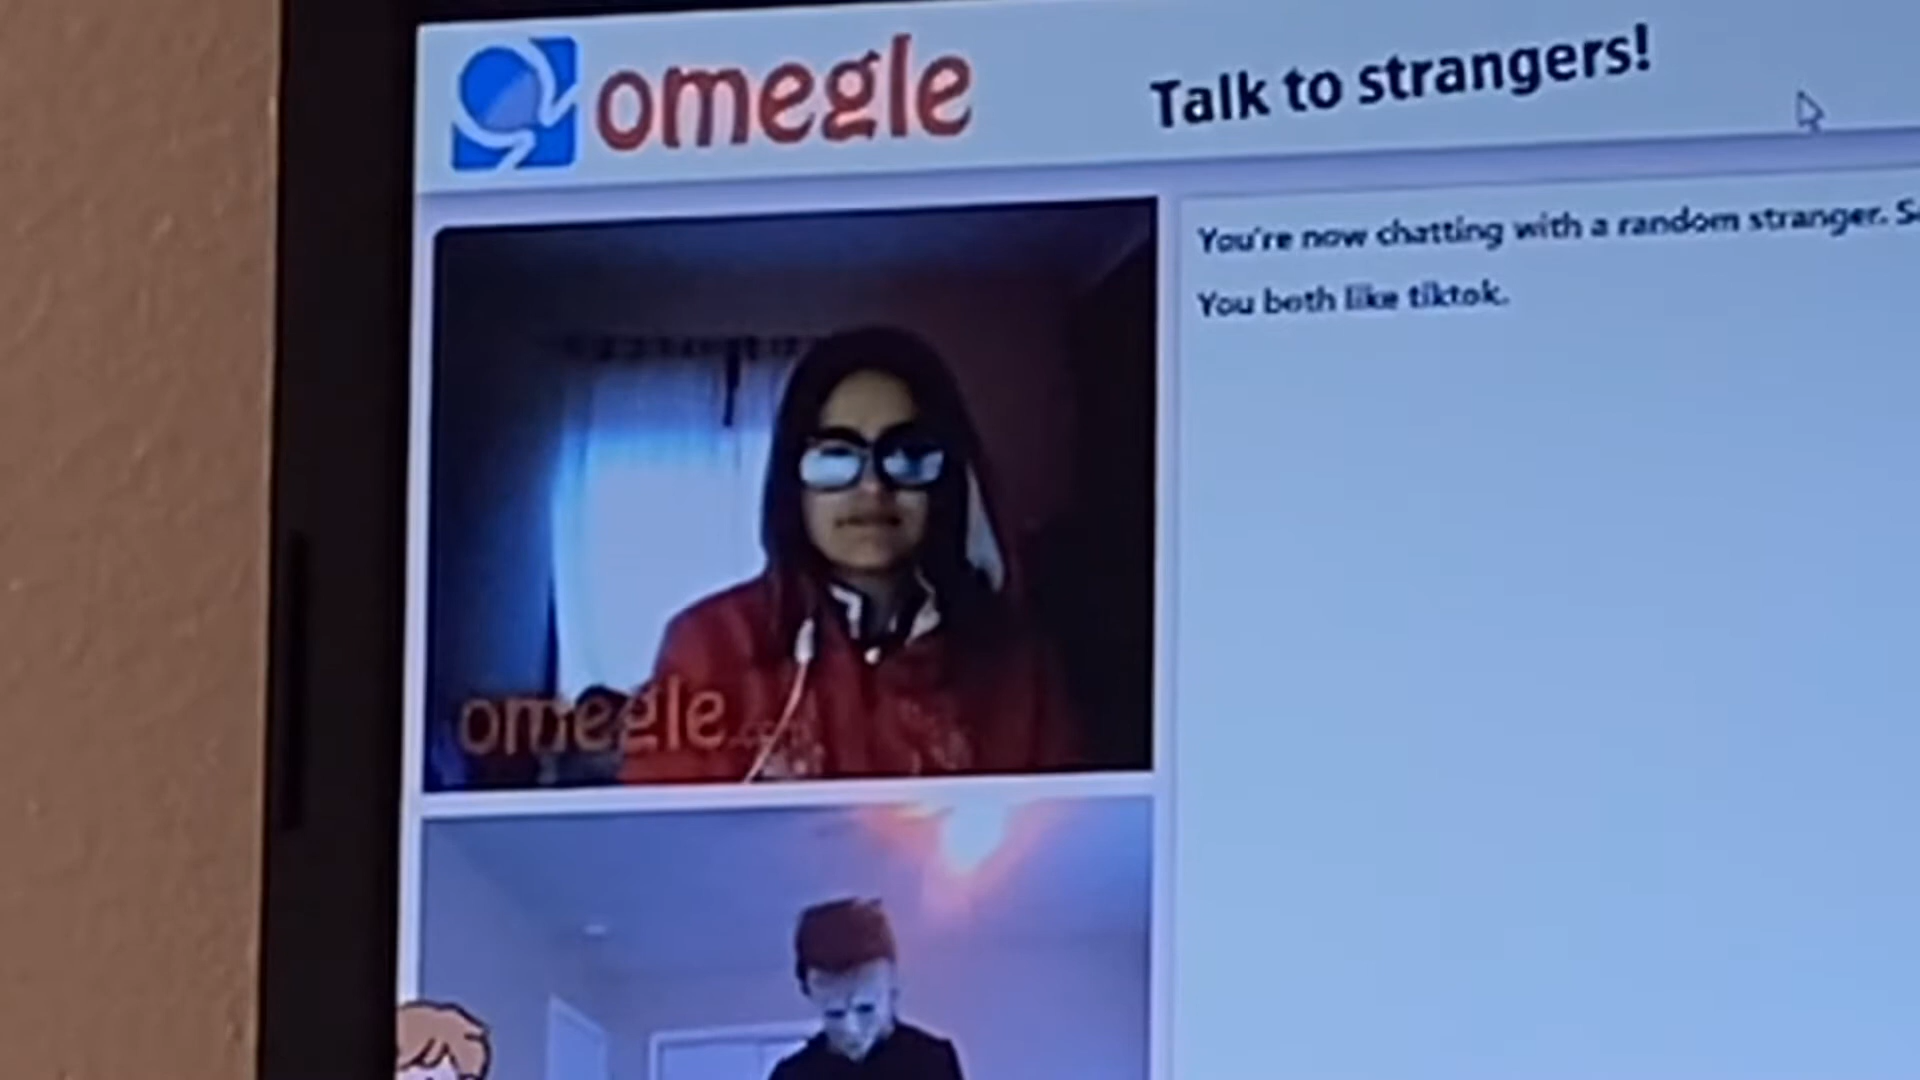 omegle
Talk to strangers!
You're now chatting with a random stranger.
You both like tiktok.
omegle